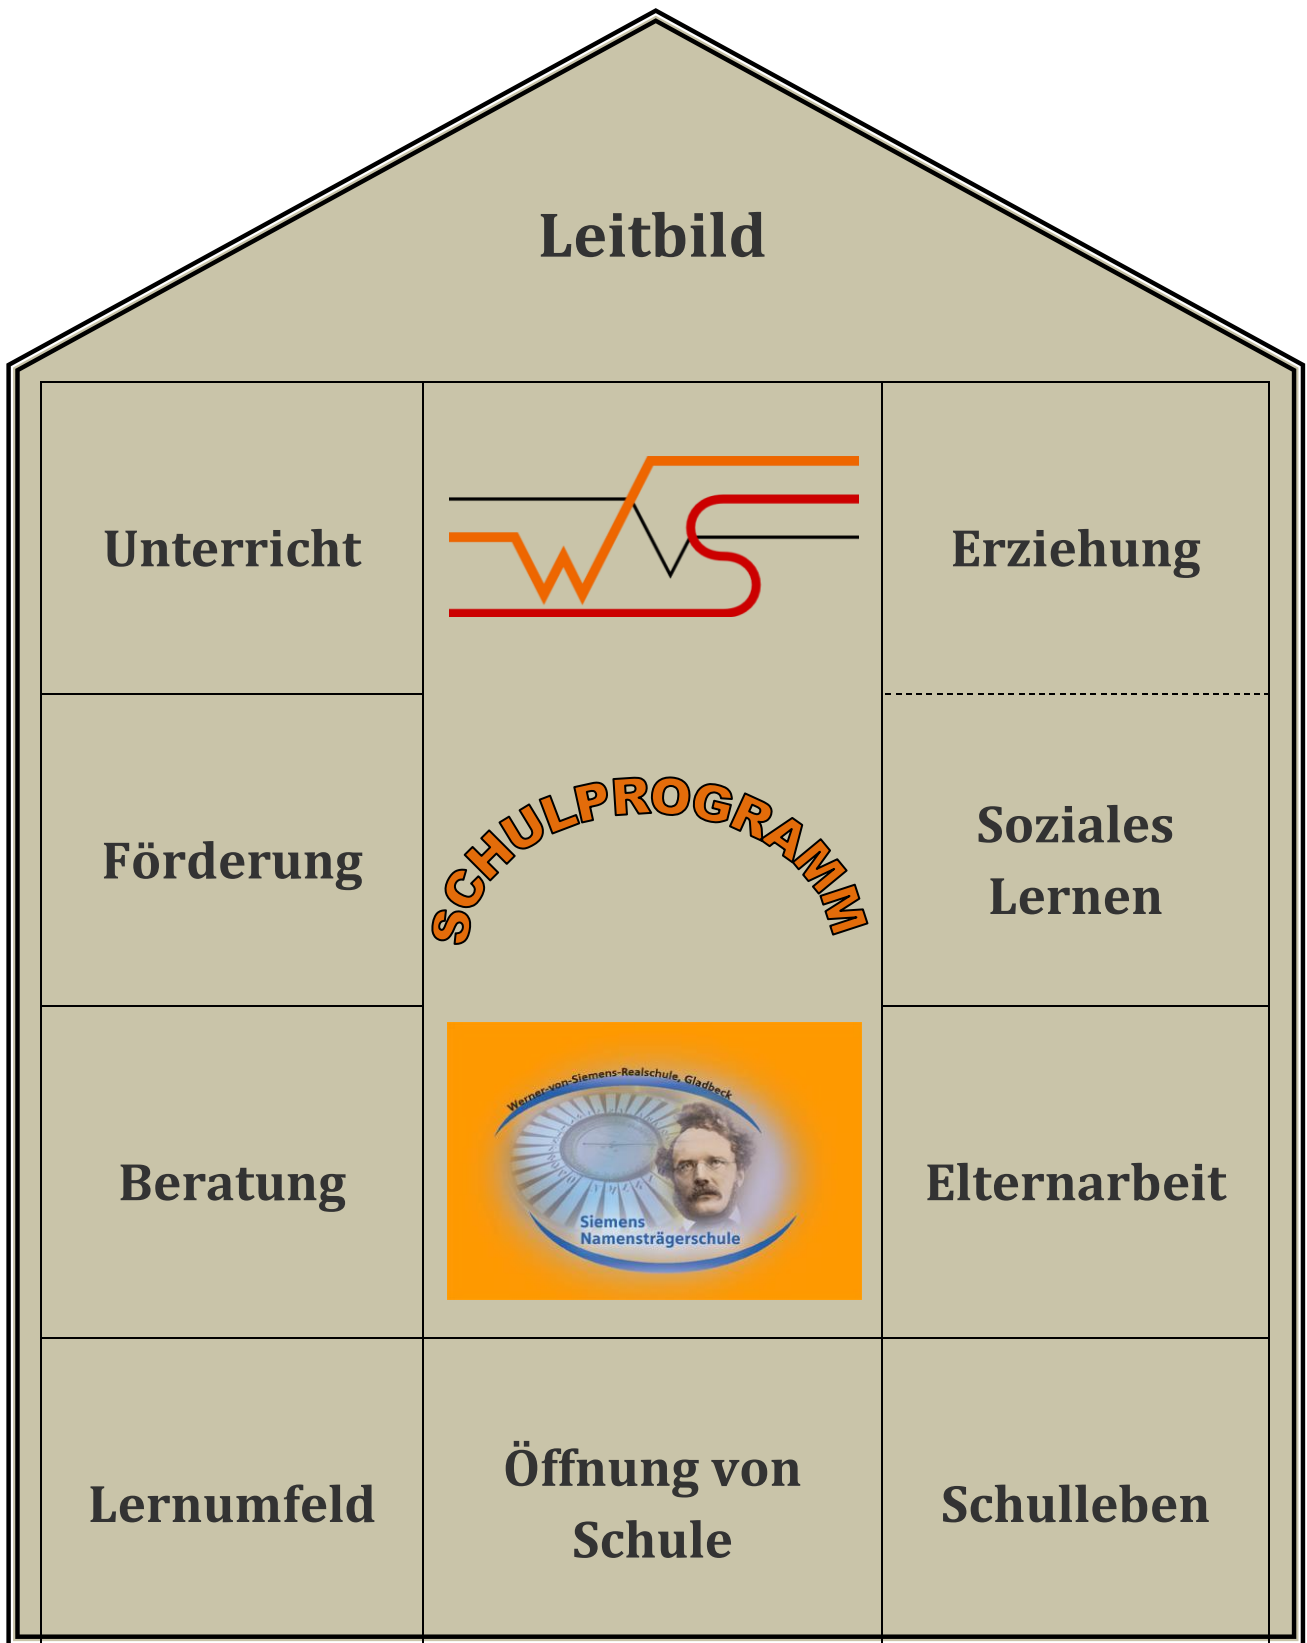 Leitbild
Unterricht
WS
Erziehung
Förderung
SCHULPROGRAMM
Soziales
Lernen
Beratung
Werner-von-Siemens-Realschule, Gladbeck
Siemens
Namensträgerschule
Elternarbeit
Lernumfeld
Öffnung von
Schule
Schulleben